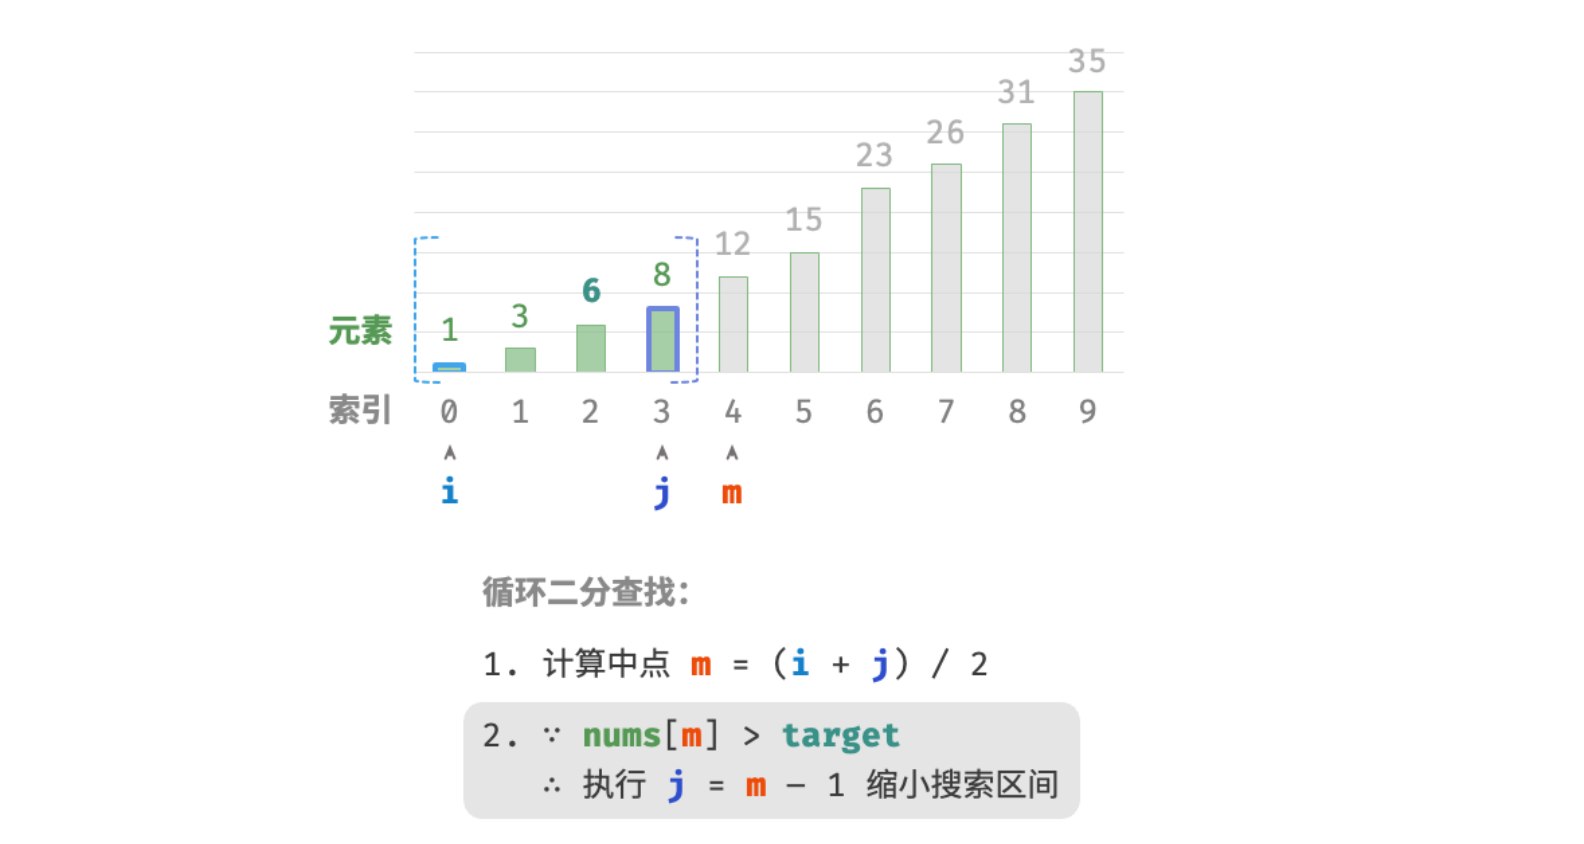 35
31
26
23
15
12
8
6
3
元素 1
索引 0 1 2 3 4 5 6 7 8 9
i j m
循环二分查找：
1. 计算中点 m = (i + j) / 2
2. ∵ nums[m] > target
∴ 执行 j = m − 1 缩小搜索区间